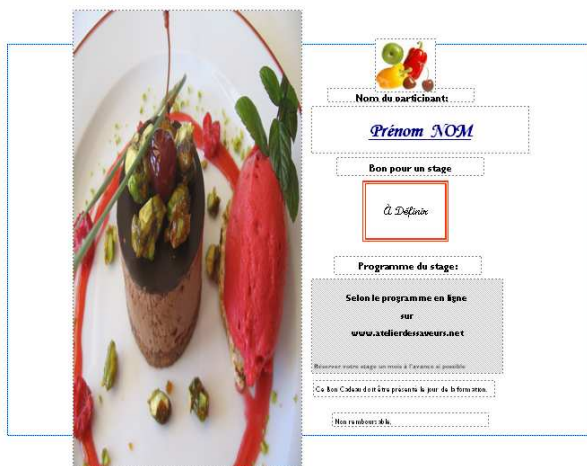 Nom du participant:
Prénom NOM
Bon pour un stage
À Définir
Programme du stage:
Selon le programme en ligne
sur
www.atelierdessaveurs.net
Réservez votre stage un mois à l'avance si possible
Ce Bon Cadeau doit être présenté le jour de la formation.
Non remboursable.